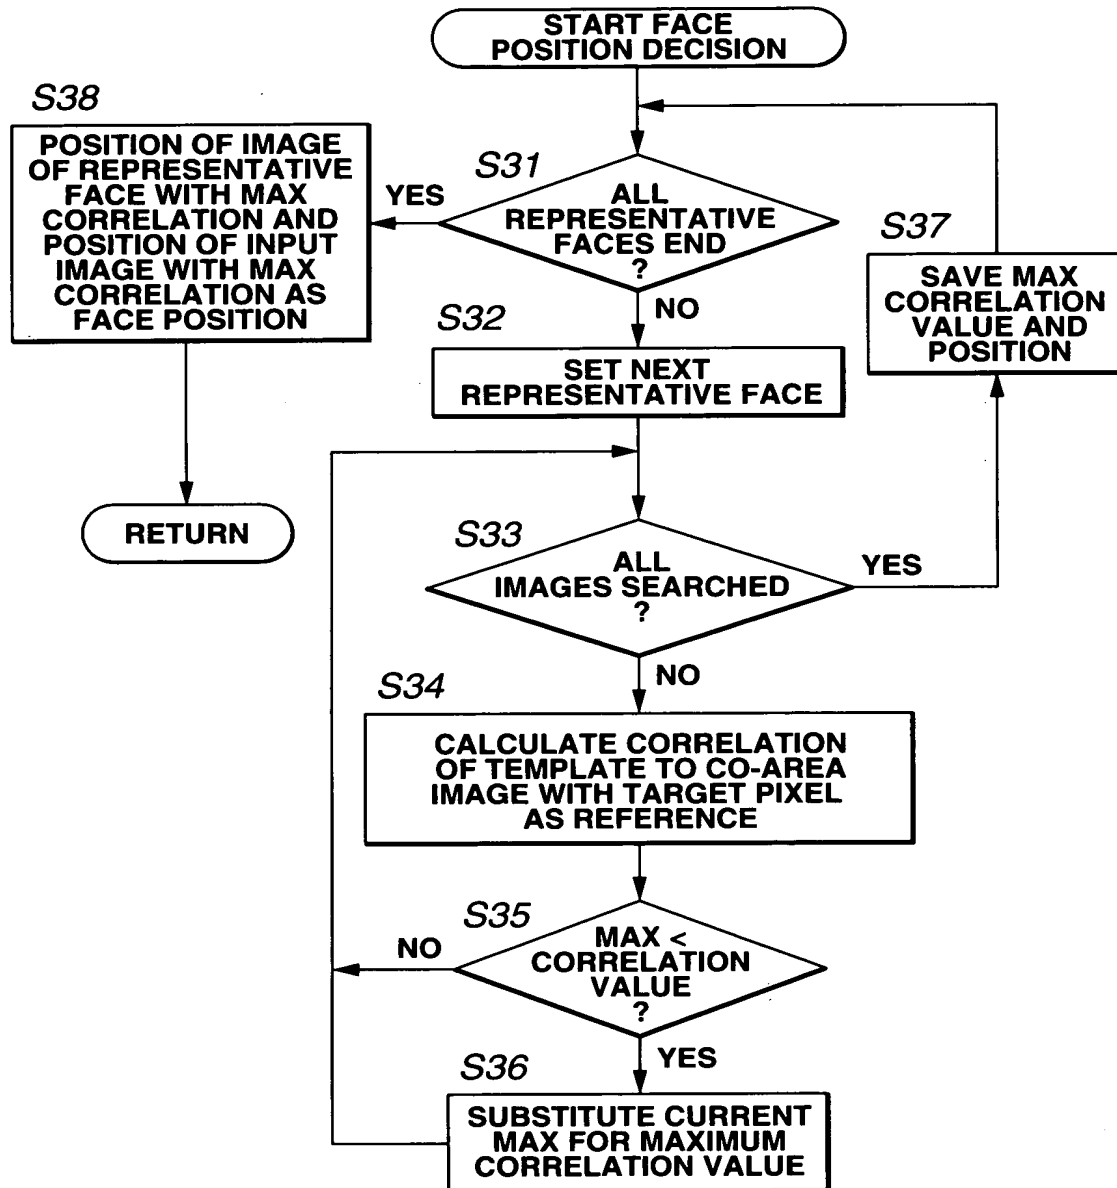 START FACE
POSITION DECISION
S38
POSITION OF IMAGE
OF REPRESENTATIVE
FACE WITH MAX
CORRELATION AND
POSITION OF INPUT
IMAGE WITH MAX
CORRELATION AS
FACE POSITION
YES
S31
ALL
REPRESENTATIVE
FACES END
?
S37
SAVE MAX
CORRELATION
VALUE AND
POSITION
NO
S32
SET NEXT
REPRESENTATIVE FACE
RETURN
S33
ALL
IMAGES SEARCHED
?
YES
NO
S34
CALCULATE CORRELATION
OF TEMPLATE TO CO-AREA
IMAGE WITH TARGET PIXEL
AS REFERENCE
S35
NO
MAX <
CORRELATION
VALUE
?
YES
S36
SUBSTITUTE CURRENT
MAX FOR MAXIMUM
CORRELATION VALUE